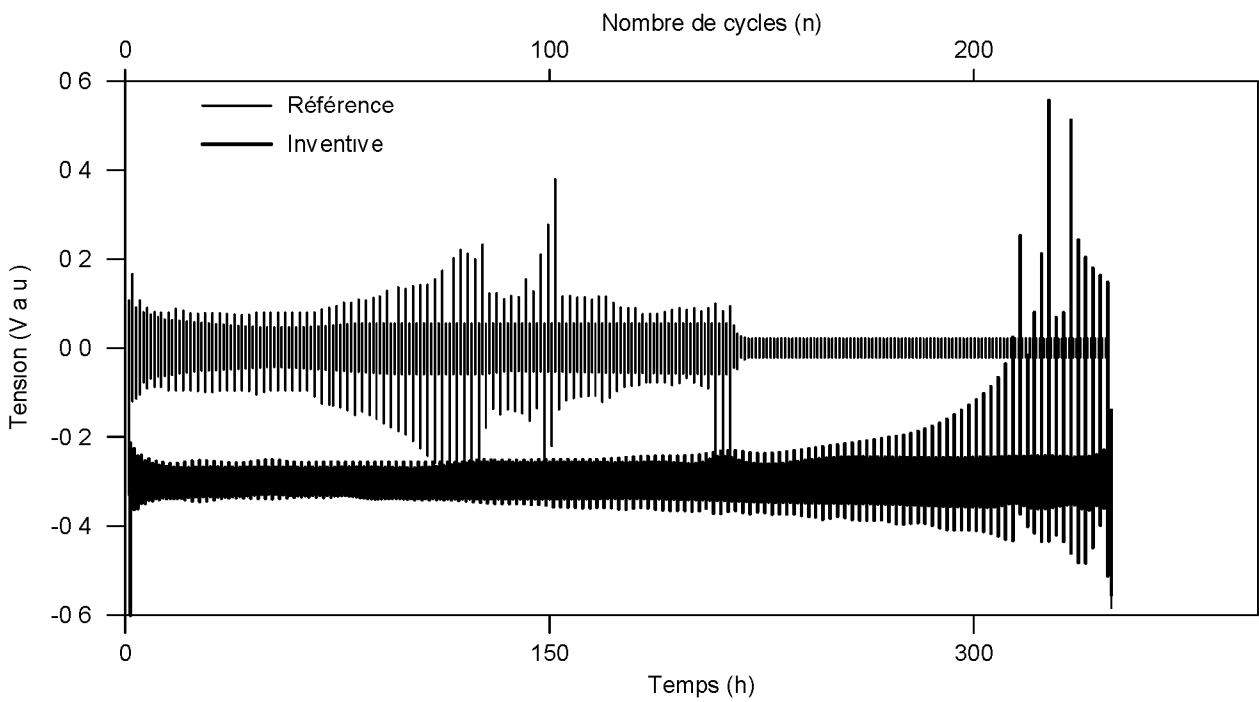 Nombre de cycles (n)
0 100 200
0 6
Référence
Inventive
0 4
0 2
0 0
-0 2
-0 4
-0 6
Tension (V a u )
0 150 300
Temps (h)